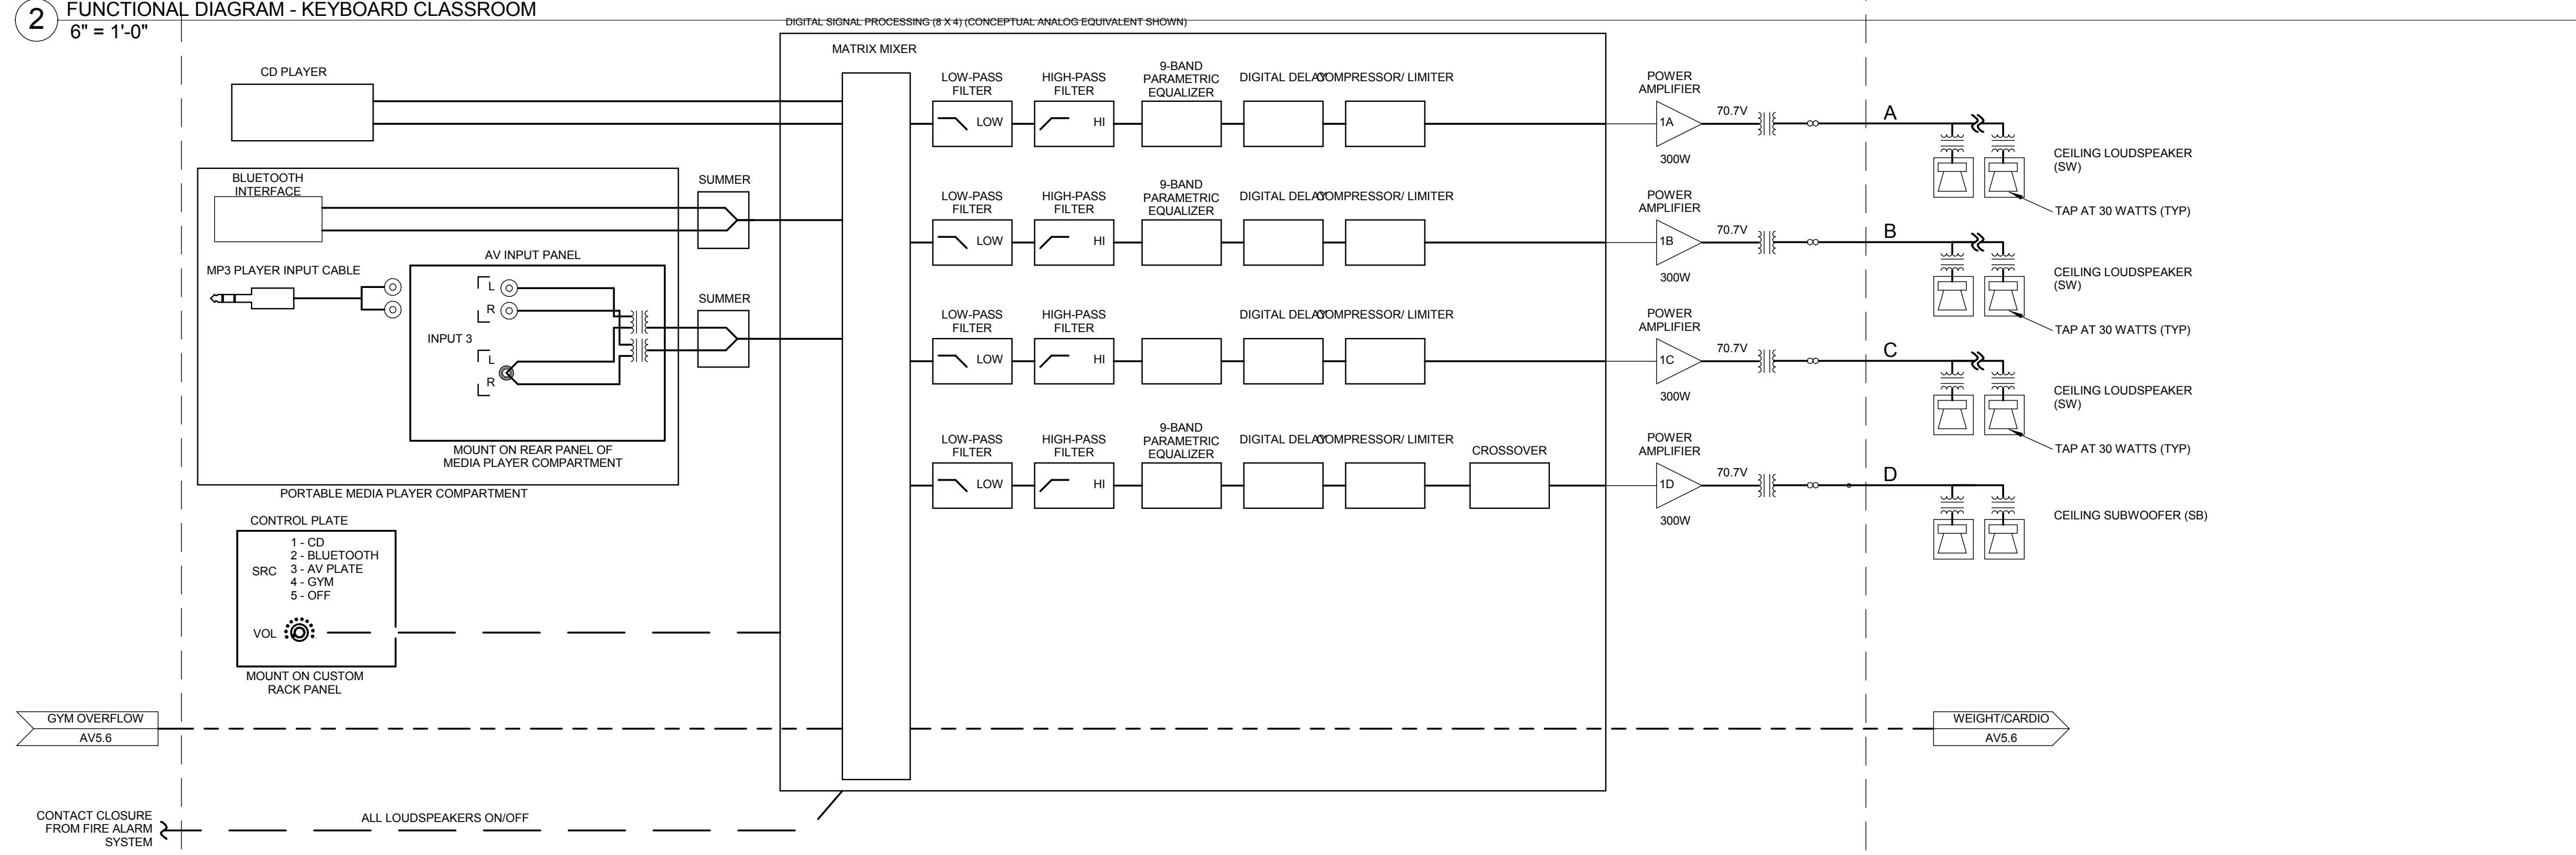 2
FUNCTIONAL DIAGRAM - KEYBOARD CLASSROOM
6" = 1'-0"
DIGITAL SIGNAL PROCESSING (8 X 4) (CONCEPTUAL ANALOG EQUIVALENT SHOWN)
MATRIX MIXER
CD PLAYER
LOW-PASS
FILTER
LOW
HIGH-PASS
FILTER
HI
9-BAND
PARAMETRIC
EQUALIZER
DIGITAL DELAY
COMPRESSOR/ LIMITER
POWER
AMPLIFIER
1A
300W
70.7V
A
CEILING LOUDSPEAKER
(SW)
TAP AT 30 WATTS (TYP)
BLUETOOTH
INTERFACE
SUMMER
LOW-PASS
FILTER
LOW
HIGH-PASS
FILTER
HI
9-BAND
PARAMETRIC
EQUALIZER
DIGITAL DELAY
COMPRESSOR/ LIMITER
POWER
AMPLIFIER
1B
300W
70.7V
B
CEILING LOUDSPEAKER
(SW)
TAP AT 30 WATTS (TYP)
MP3 PLAYER INPUT CABLE
AV INPUT PANEL
L
R
INPUT 3
L
R
MOUNT ON REAR PANEL OF
MEDIA PLAYER COMPARTMENT
PORTABLE MEDIA PLAYER COMPARTMENT
SUMMER
LOW-PASS
FILTER
LOW
HIGH-PASS
FILTER
HI
DIGITAL DELAY
COMPRESSOR/ LIMITER
POWER
AMPLIFIER
1C
300W
70.7V
C
CEILING LOUDSPEAKER
(SW)
TAP AT 30 WATTS (TYP)
LOW-PASS
FILTER
LOW
HIGH-PASS
FILTER
HI
9-BAND
PARAMETRIC
EQUALIZER
DIGITAL DELAY
COMPRESSOR/ LIMITER
CROSSOVER
POWER
AMPLIFIER
1D
300W
70.7V
D
CEILING SUBWOOFER (SB)
CONTROL PLATE
SRC
1 - CD
2 - BLUETOOTH
3 - AV PLATE
4 - GYM
5 - OFF
VOL
MOUNT ON CUSTOM
RACK PANEL
GYM OVERFLOW
AV5.6
WEIGHT/CARDIO
AV5.6
CONTACT CLOSURE
FROM FIRE ALARM
SYSTEM
ALL LOUDSPEAKERS ON/OFF